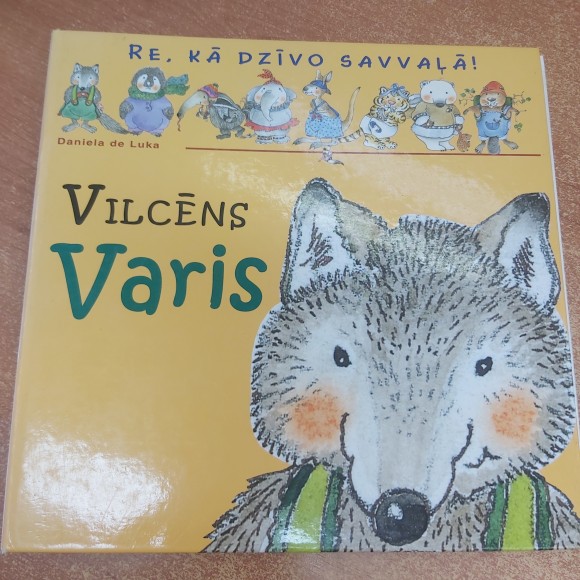 RE, KĀ DZĪVO SAVVAĻĀ!
Daniela de Luka
VILCĒNS
Varis